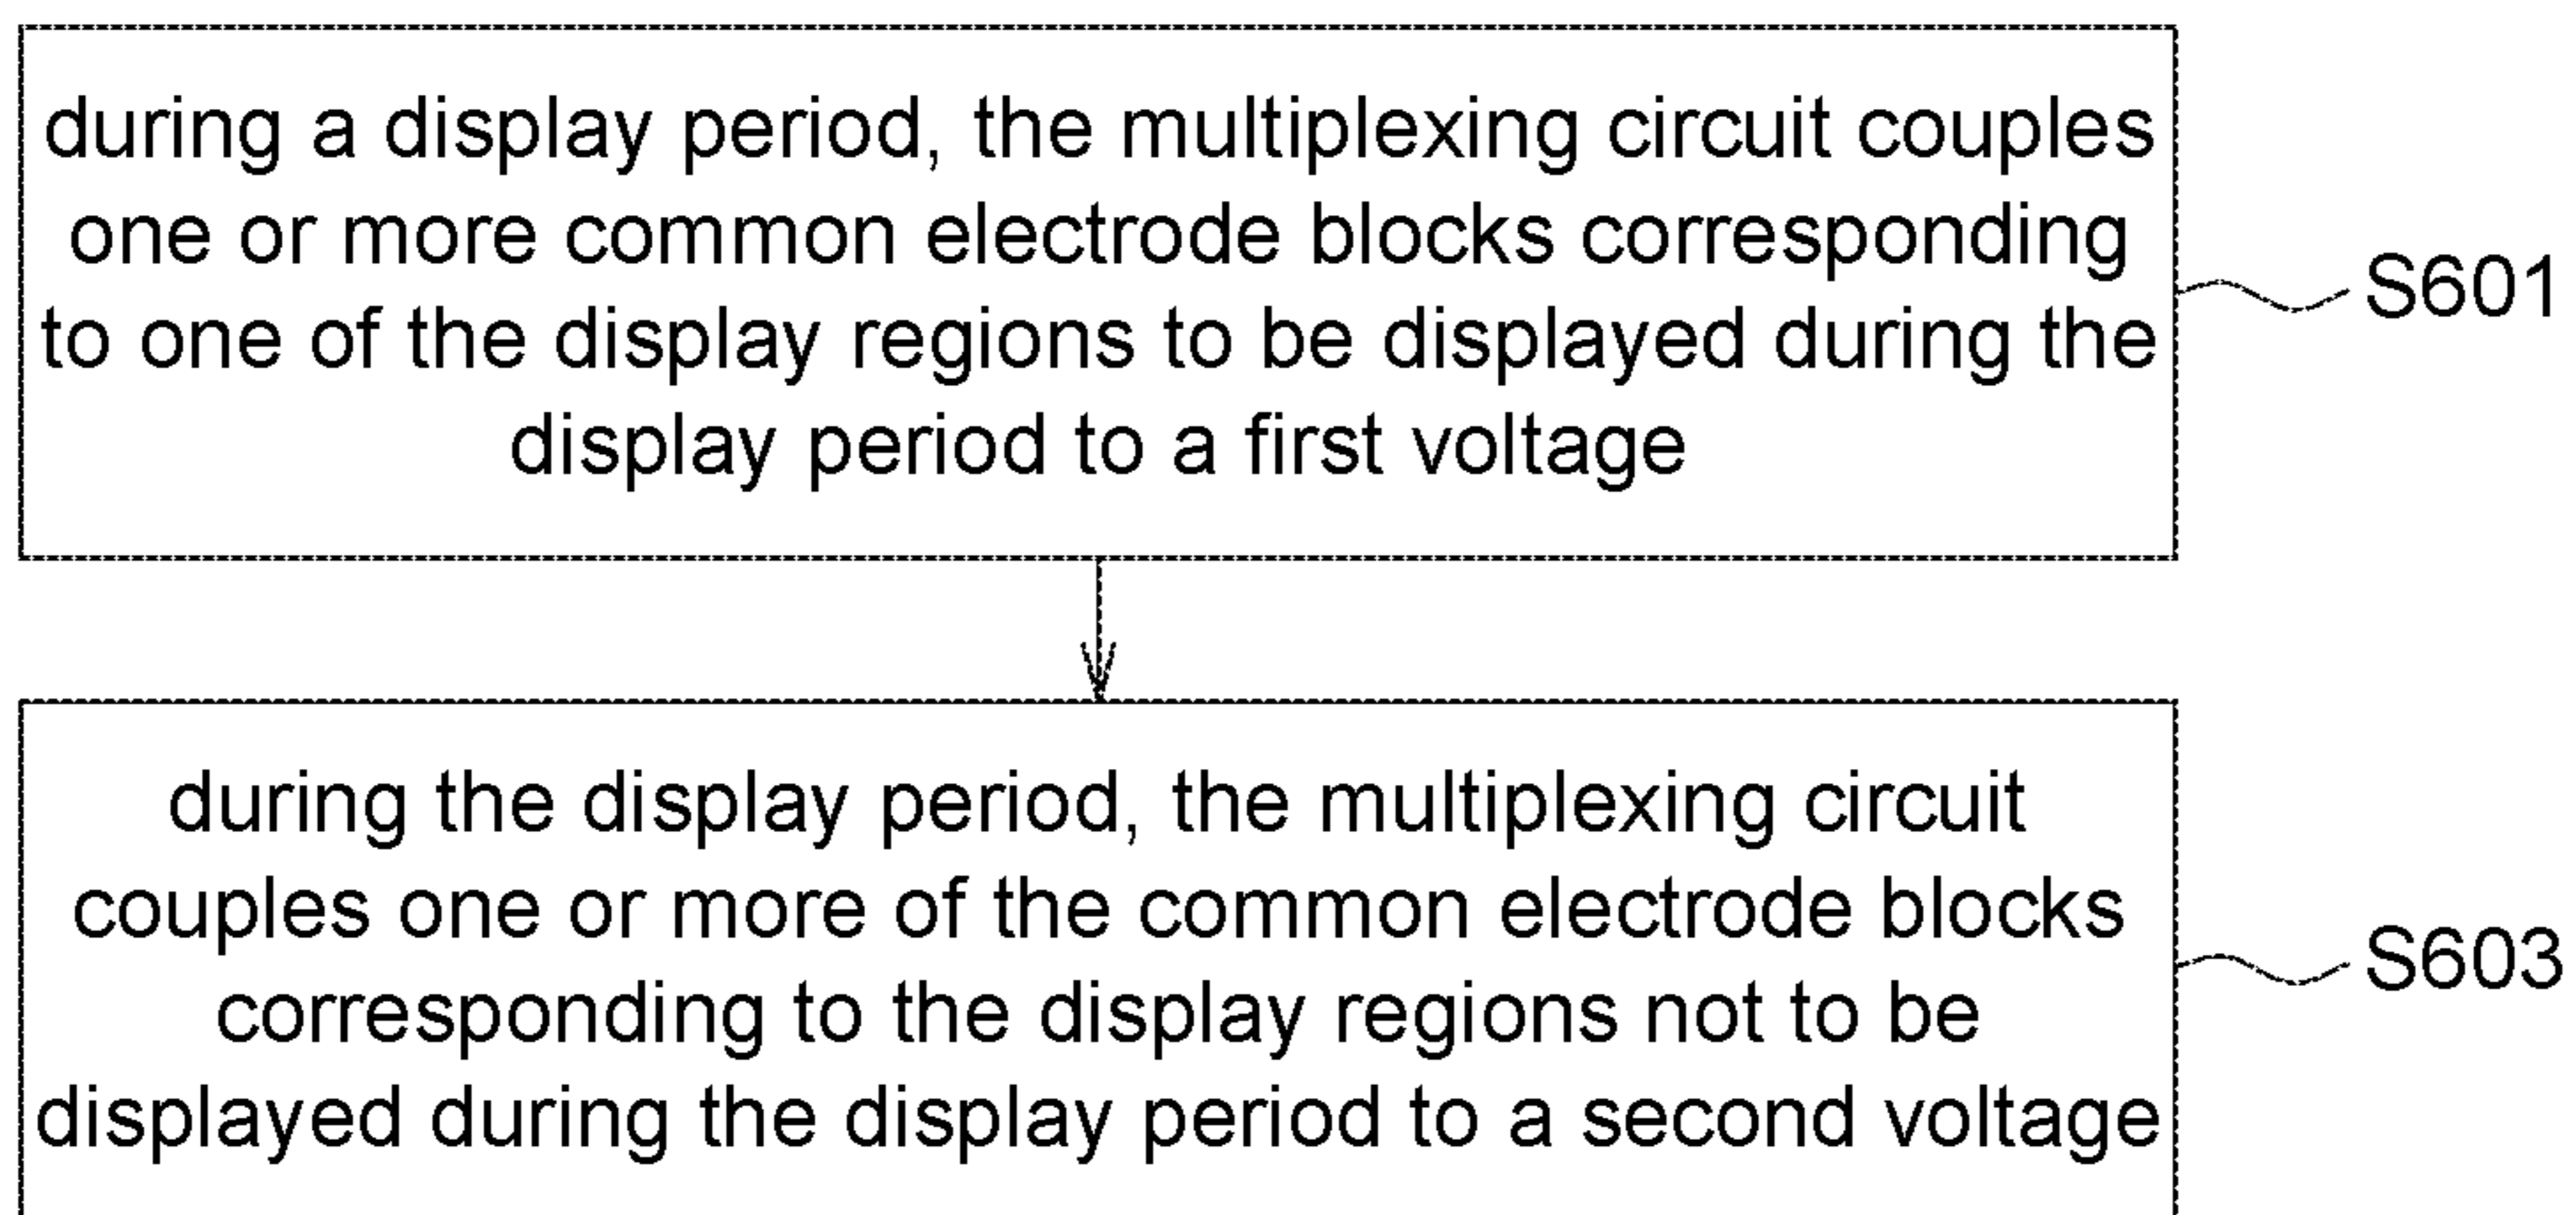 during a display period, the multiplexing circuit couples
one or more common electrode blocks corresponding
to one of the display regions to be displayed during the
display period to a first voltage
S601
during the display period, the multiplexing circuit
couples one or more of the common electrode blocks
corresponding to the display regions not to be
displayed during the display period to a second voltage
S603